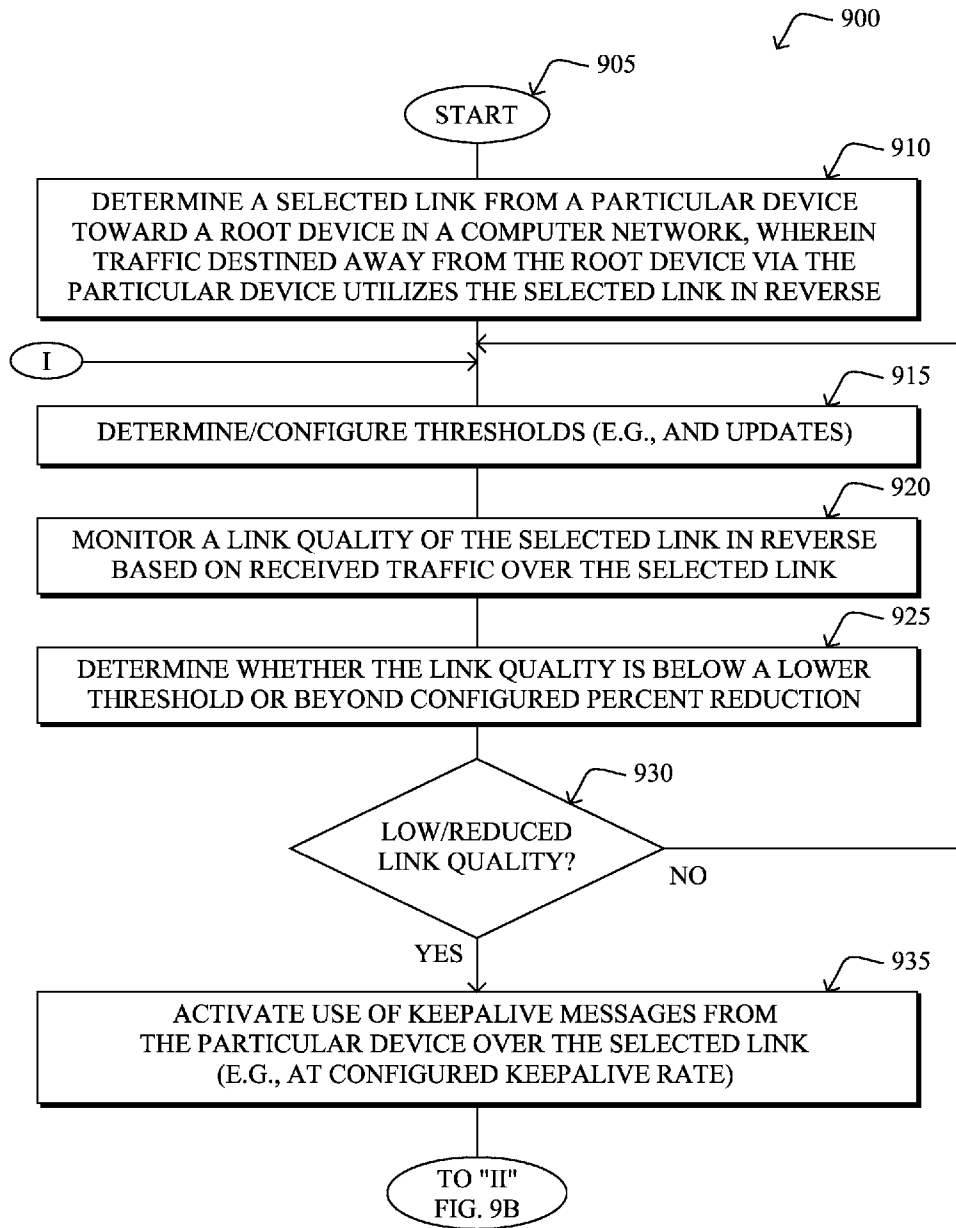 900
905
START
910
DETERMINE A SELECTED LINK FROM A PARTICULAR DEVICE
TOWARD A ROOT DEVICE IN A COMPUTER NETWORK, WHEREIN
TRAFFIC DESTINED AWAY FROM THE ROOT DEVICE VIA THE
PARTICULAR DEVICE UTILIZES THE SELECTED LINK IN REVERSE
I
915
DETERMINE/CONFIGURE THRESHOLDS (E.G., AND UPDATES)
920
MONITOR A LINK QUALITY OF THE SELECTED LINK IN REVERSE
BASED ON RECEIVED TRAFFIC OVER THE SELECTED LINK
925
DETERMINE WHETHER THE LINK QUALITY IS BELOW A LOWER
THRESHOLD OR BEYOND CONFIGURED PERCENT REDUCTION
930
LOW/REDUCED
LINK QUALITY?
NO
YES
935
ACTIVATE USE OF KEEPALIVE MESSAGES FROM
THE PARTICULAR DEVICE OVER THE SELECTED LINK
(E.G., AT CONFIGURED KEEPALIVE RATE)
TO "II"
FIG. 9B